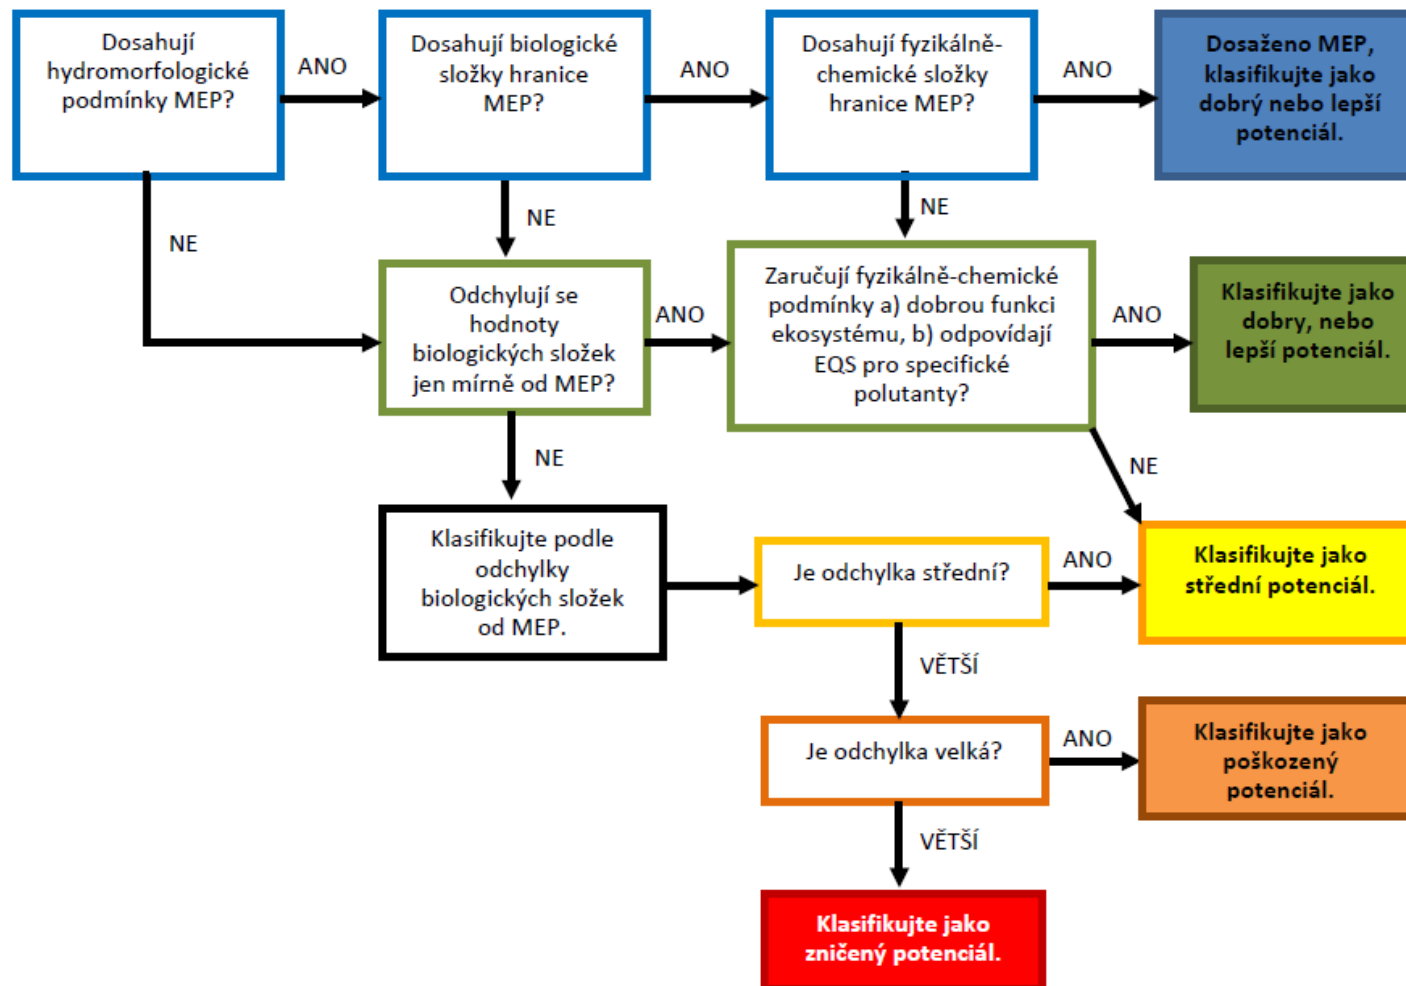 Dosahují
hydromorfologické
podmínky MEP?
ANO
Dosahují biologické
složky hranice
MEP?
ANO
Dosahují fyzikálně-
chemické složky
hranice MEP?
ANO
Dosaženo MEP,
klasifikujte jako
dobrý nebo lepší
potenciál.
NE
NE
NE
Odchylují se
hodnoty
biologických složek
jen mírně od MEP?
ANO
Zaručují fyzikálně-chemické
podmínky a) dobrou funkci
ekosystému, b) odpovídají
EQS pro specifické
polutanty?
ANO
Klasifikujte jako
dobry, nebo
lepší potenciál.
NE
NE
Klasifikujte podle
odchylky
biologických složek
od MEP.
Je odchylka střední?
ANO
Klasifikujte jako
střední potenciál.
VĚTŠÍ
Je odchylka velká?
ANO
Klasifikujte jako
poškozený
potenciál.
VĚTŠÍ
Klasifikujte jako
zničený potenciál.